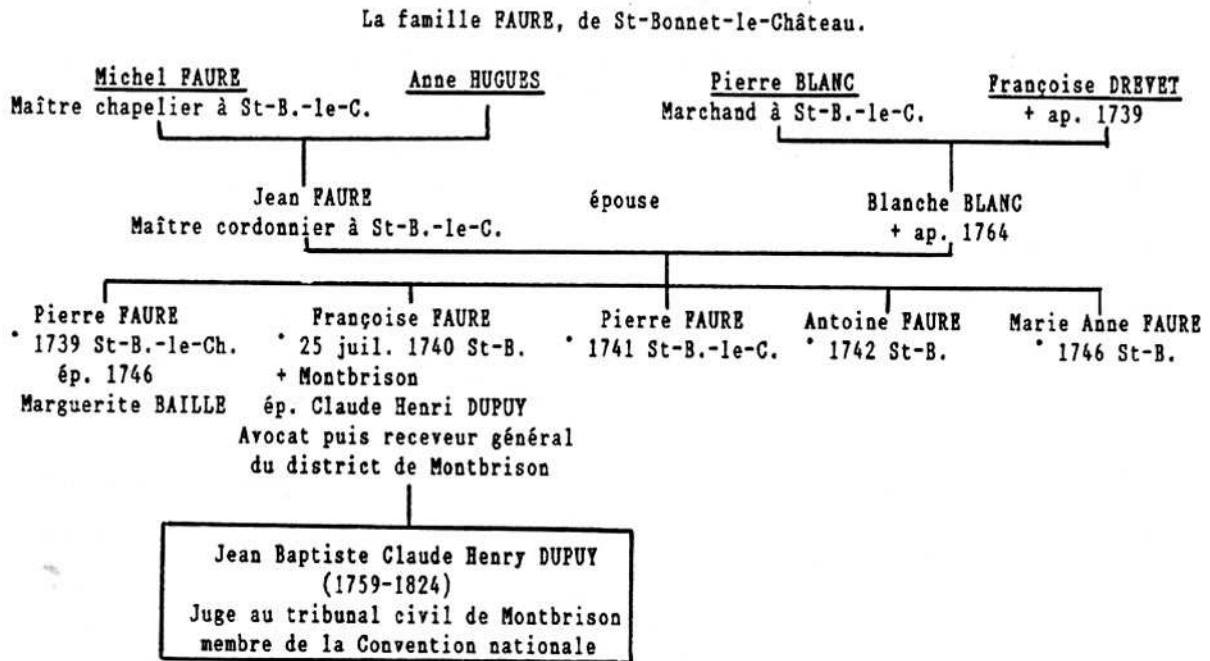 La famille FAURE, de St-Bonnet-le-Château.
Michel FAURE
Maître chapelier à St-B.-le-C.
Anne HUGUES
Pierre BLANC
Marchand à St-B.-le-C.
Françoise DREVET
+ ap. 1739
Jean FAURE
Maître cordonnier à St-B.-le-C.
épouse
Blanche BLANC
+ ap. 1764
Pierre FAURE
° 1739 St-B.-le-Ch.
ép. 1746
Marguerite BAILLE
Françoise FAURE
° 25 juil. 1740 St-B.
+ Montbrison
ép. Claude Henri DUPUY
Avocat puis receveur général
du district de Montbrison
Pierre FAURE
° 1741 St-B.-le-C.
Antoine FAURE
° 1742 St-B.
Marie Anne FAURE
° 1746 St-B.
Jean Baptiste Claude Henry DUPUY
(1759-1824)
Juge au tribunal civil de Montbrison
membre de la Convention nationale